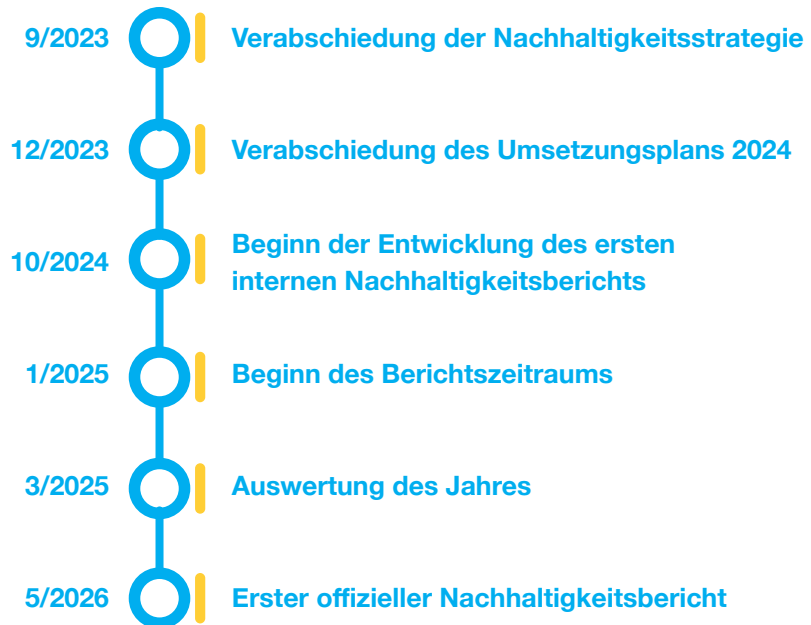 9/2023 Verabschiedung der Nachhaltigkeitsstrategie
12/2023 Verabschiedung des Umsetzungsplans 2024
10/2024 Beginn der Entwicklung des ersten
internen Nachhaltigkeitsberichts
1/2025 Beginn des Berichtszeitraums
3/2025 Auswertung des Jahres
5/2026 Erster offizieller Nachhaltigkeitsbericht